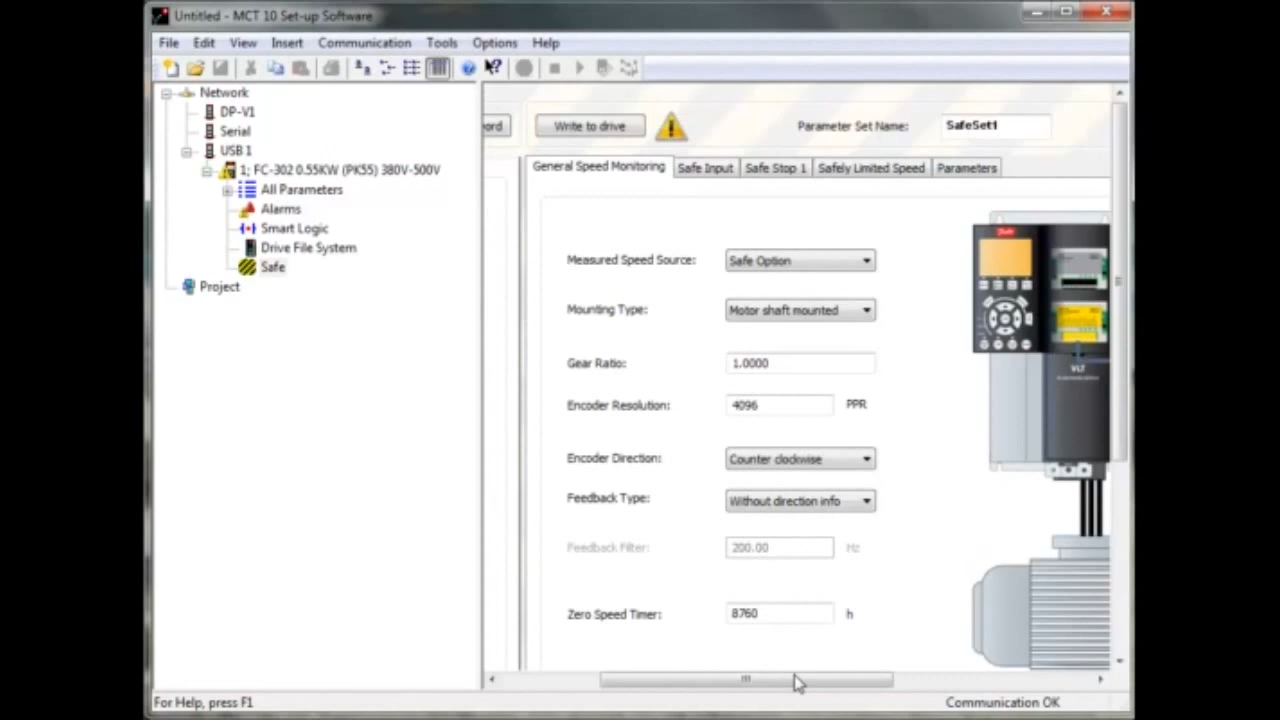 Untitled - MCT 10 Set-up Software
File Edit View Insert Communication Tools Options Help
Network
DP-V1
Serial
USB 1
1; FC-302 0.55KW (PK55) 380V-500V
All Parameters
Alarms
Smart Logic
Drive File System
Safe
Project
ord Write to drive Parameter Set Name: SafeSet1
General Speed Monitoring Safe Input Safe Stop 1 Safely Limited Speed Parameters
Measured Speed Source: Safe Option
Mounting Type: Motor shaft mounted
Gear Ratio: 1.0000
Encoder Resolution: 4096 PPR
Encoder Direction: Counter clockwise
Feedback Type: Without direction info
Feedback Filter: 200.00 Hz
Zero Speed Timer: 8760 h
VLT
For Help, press F1 Communication OK